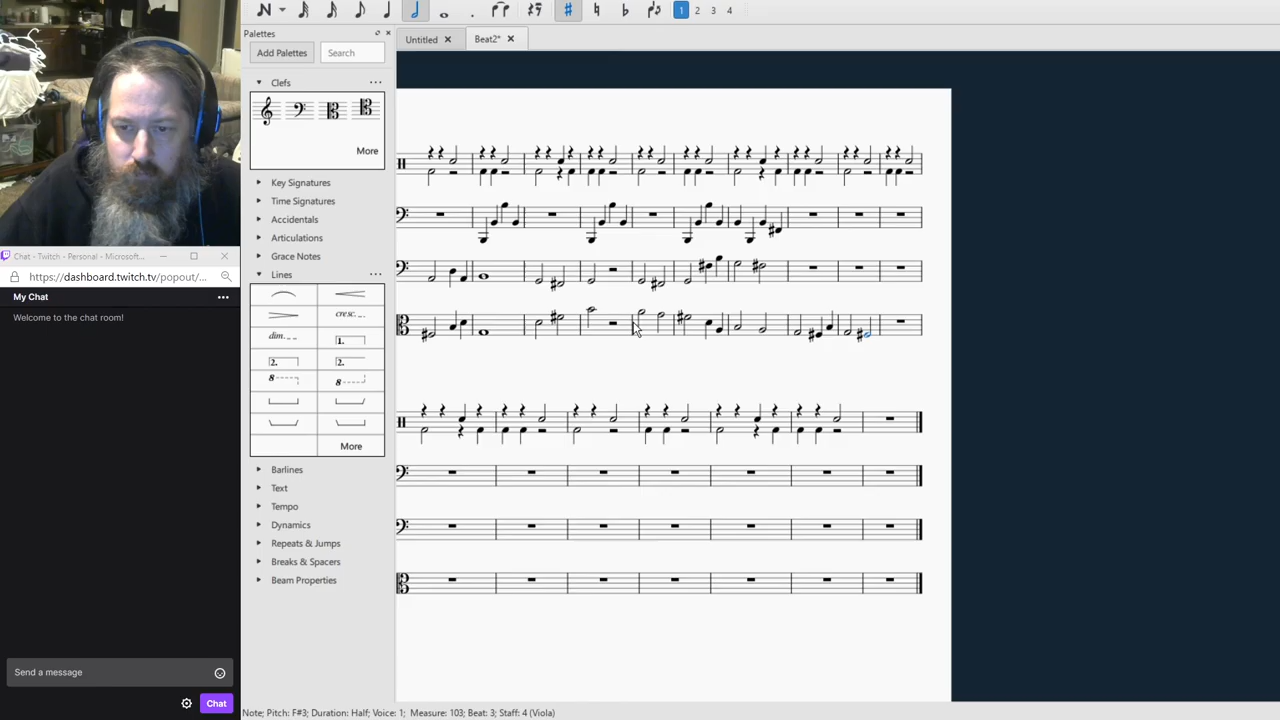 1 2 3 4
Palettes
Untitled
Beat2*
Add Palettes
Search
Clefs
More
Key Signatures
Time Signatures
Accidentals
Articulations
Grace Notes
Lines
cresc.
dim.
1.
2.
2.
8
8
More
Barlines
Text
Tempo
Dynamics
Repeats & Jumps
Breaks & Spacers
Beam Properties
Chat - Twitch - Personal - Microsoft...
https://dashboard.twitch.tv/popout/...
My Chat
Welcome to the chat room!
Send a message
Chat
Note; Pitch: F#3; Duration: Half; Voice: 1; Measure: 103; Beat: 3; Staff: 4 (Viola)